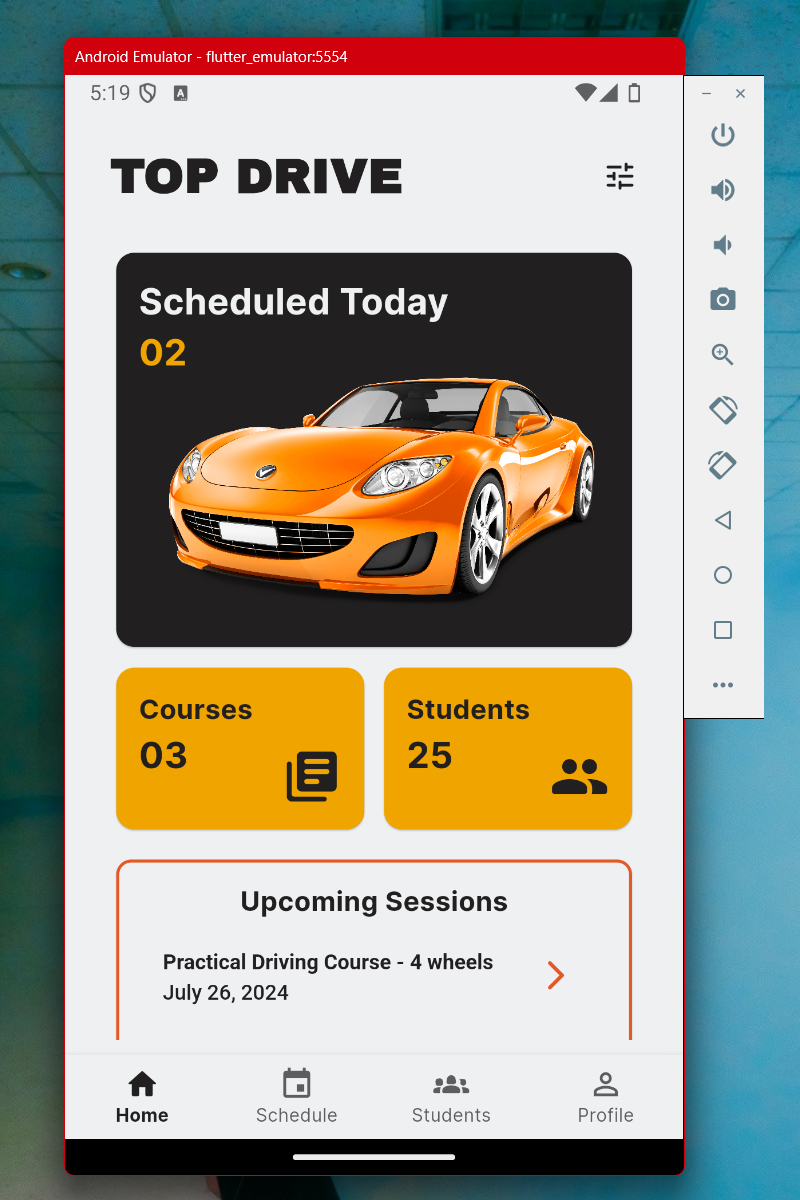 Android Emulator - flutter_emulator:5554
5:19
A
TOP DRIVE
Scheduled Today
02
Courses
03
Students
25
Upcoming Sessions
Practical Driving Course - 4 wheels
July 26, 2024
Home
Schedule
Students
Profile